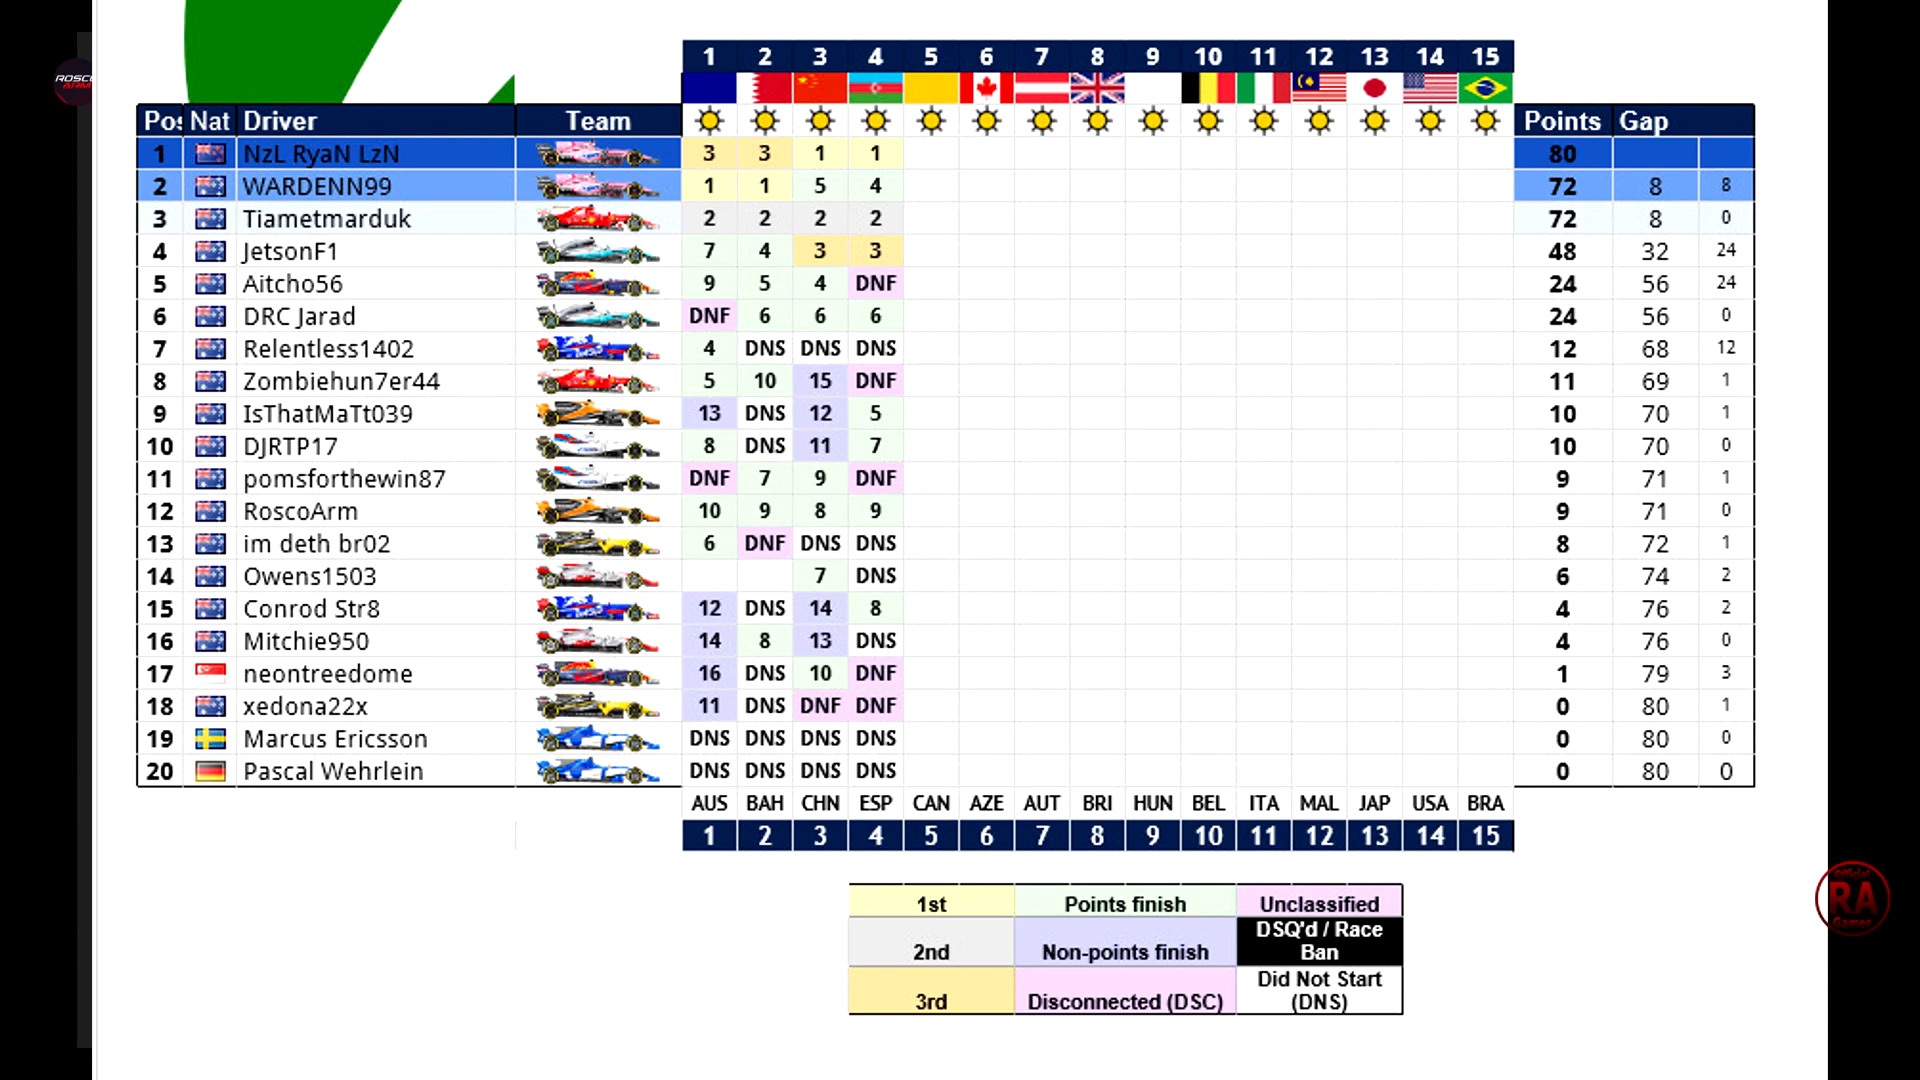 1 2 3 4 5 6 7 8 9 10 11 12 13 14 15
ROSCO
ARM
Pos Nat Driver Team Points Gap
1 NzL RyaN LzN 3 3 1 1 80
2 WARDENN99 1 1 5 4 72 8 8
3 Tiametmarduk 2 2 2 2 72 8 0
4 JetsonF1 7 4 3 3 48 32 24
5 Aitcho56 9 5 4 DNF 24 56 24
6 DRC Jarad DNF 6 6 6 24 56 0
7 Relentless1402 4 DNS DNS DNS 12 68 12
8 Zombiehun7er44 5 10 15 DNF 11 69 1
9 IsThatMaTt039 13 DNS 12 5 10 70 1
10 DJRTP17 8 DNS 11 7 10 70 0
11 pomsforthewin87 DNF 7 9 DNF 9 71 1
12 RoscoArm 10 9 8 9 9 71 0
13 im deth br02 6 DNF DNS DNS 8 72 1
14 Owens1503 7 DNS 6 74 2
15 Conrod Str8 12 DNS 14 8 4 76 2
16 Mitchie950 14 8 13 DNS 4 76 0
17 neontreedome 16 DNS 10 DNF 1 79 3
18 xedona22x 11 DNS DNF DNF 0 80 1
19 Marcus Ericsson DNS DNS DNS DNS 0 80 0
20 Pascal Wehrlein DNS DNS DNS DNS 0 80 0
AUS BAH CHN ESP CAN AZE AUT BRI HUN BEL ITA MAL JAP USA BRA
1 2 3 4 5 6 7 8 9 10 11 12 13 14 15
1st Points finish Unclassified
2nd Non-points finish DSQ'd / Race
Ban
3rd Disconnected (DSC) Did Not Start
(DNS)
Official
RA
Gamer